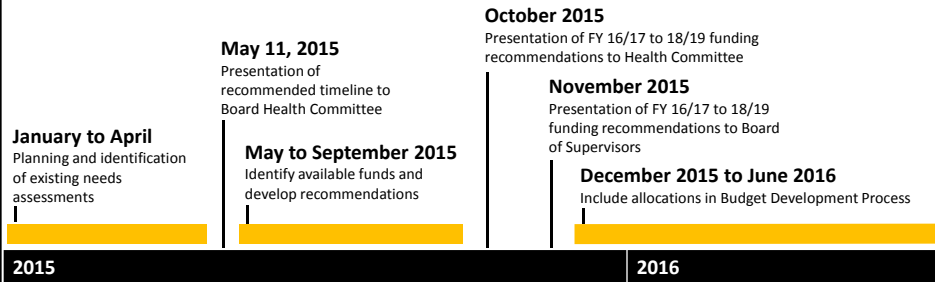 January to April
Planning and identification
of existing needs
assessments
May 11, 2015
Presentation of
recommended timeline to
Board Health Committee
May to September 2015
Identify available funds and
develop recommendations
October 2015
Presentation of FY 16/17 to 18/19 funding
recommendations to Health Committee
November 2015
Presentation of FY 16/17 to 18/19
funding recommendations to Board
of Supervisors
December 2015 to June 2016
Include allocations in Budget Development Process
2015
2016